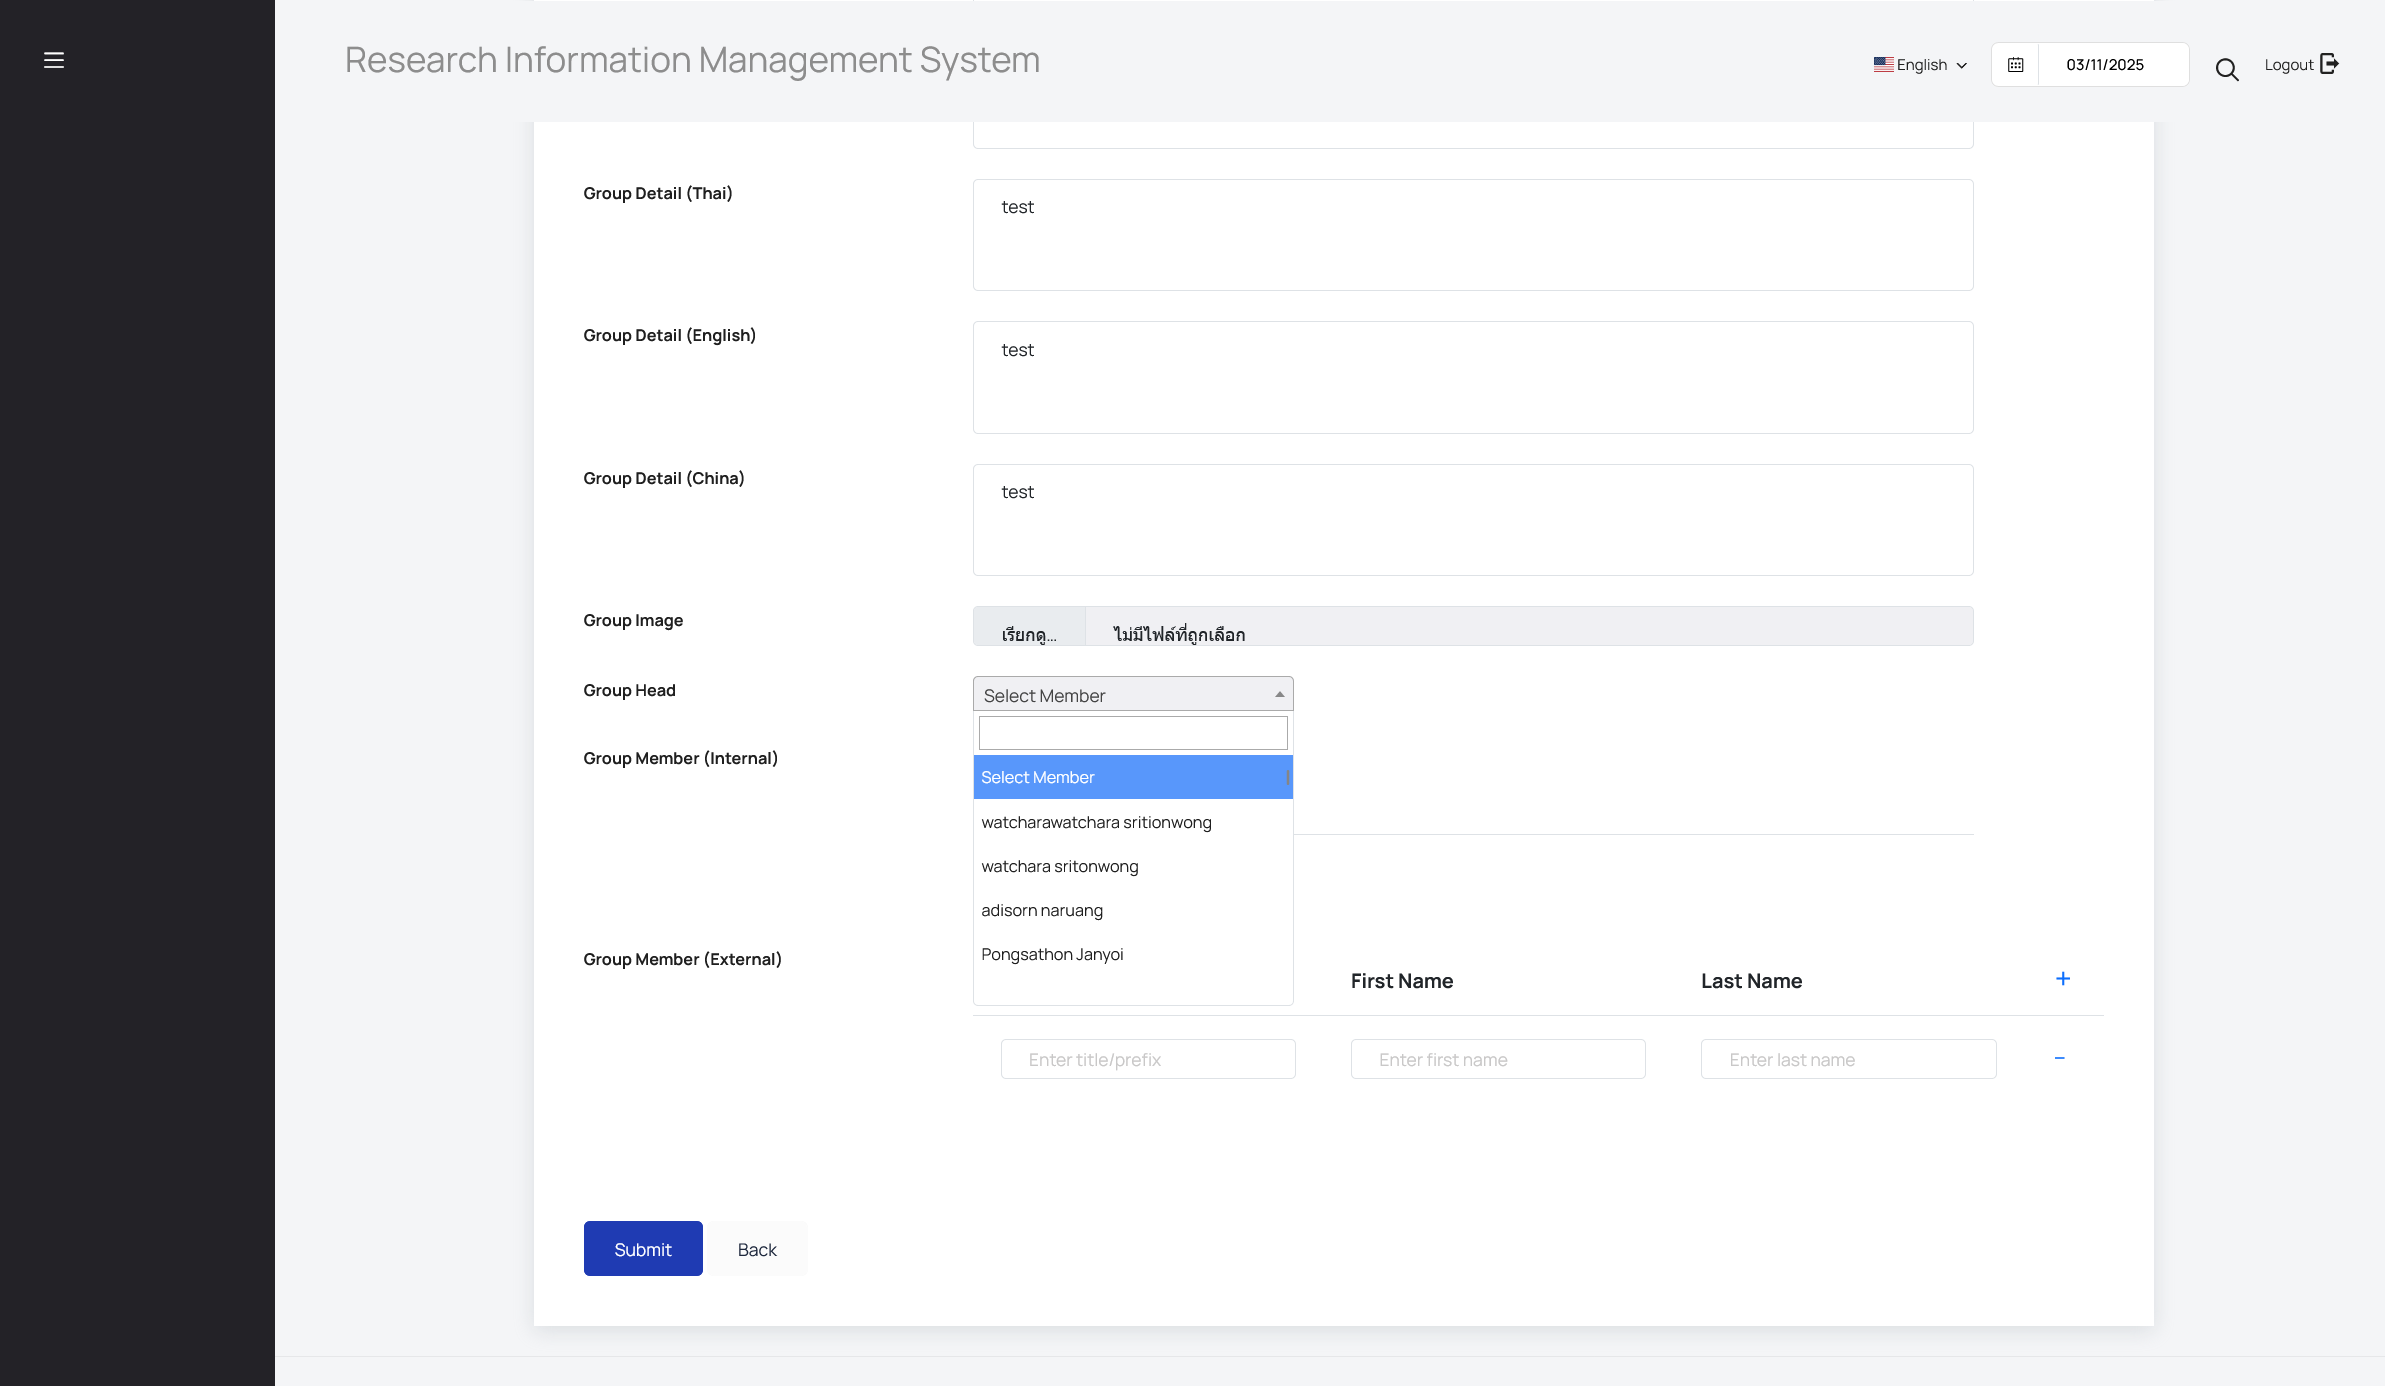 Research Information Management System
English
03/11/2025
Logout
Group Detail (Thai)
test
Group Detail (English)
test
Group Detail (China)
test
Group Image
เรียกดู...
ไม่มีไฟล์ที่ถูกเลือก
Group Head
Select Member
Group Member (Internal)
Select Member
watcharawatchara sritionwong
watchara sritonwong
adisorn naruang
Pongsathon Janyoi
Group Member (External)
First Name
Last Name
Enter title/prefix
Enter first name
Enter last name
Submit
Back